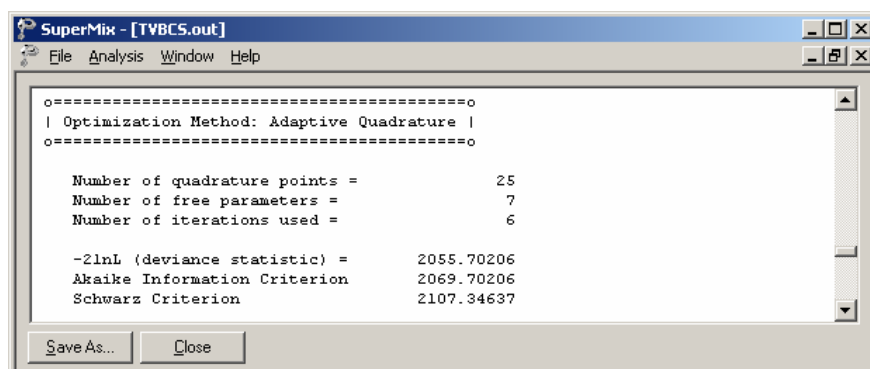 SuperMix - [TVBCS.out]
File Analysis Window Help
o==========================================o
| Optimization Method: Adaptive Quadrature |
o==========================================o
Number of quadrature points = 25
Number of free parameters = 7
Number of iterations used = 6
-2lnL (deviance statistic) = 2055.70206
Akaike Information Criterion 2069.70206
Schwarz Criterion 2107.34637
Save As... Close